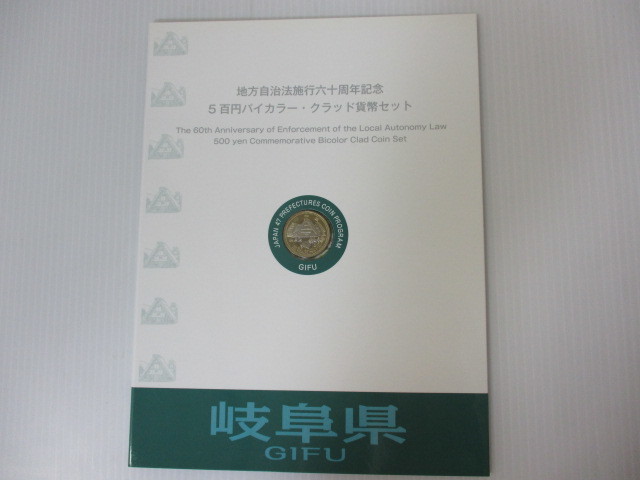 地方自治法施行六十周年記念
5百円バイカラー・クラッド貨幣セット
The 60th Anniversary of Enforcement of the Local Autonomy Law
500 yen Commemorative Bicolor Clad Coin Set
JAPAN 47 PREFECTURES COIN PROGRAM
GIFU
岐阜県
GIFU